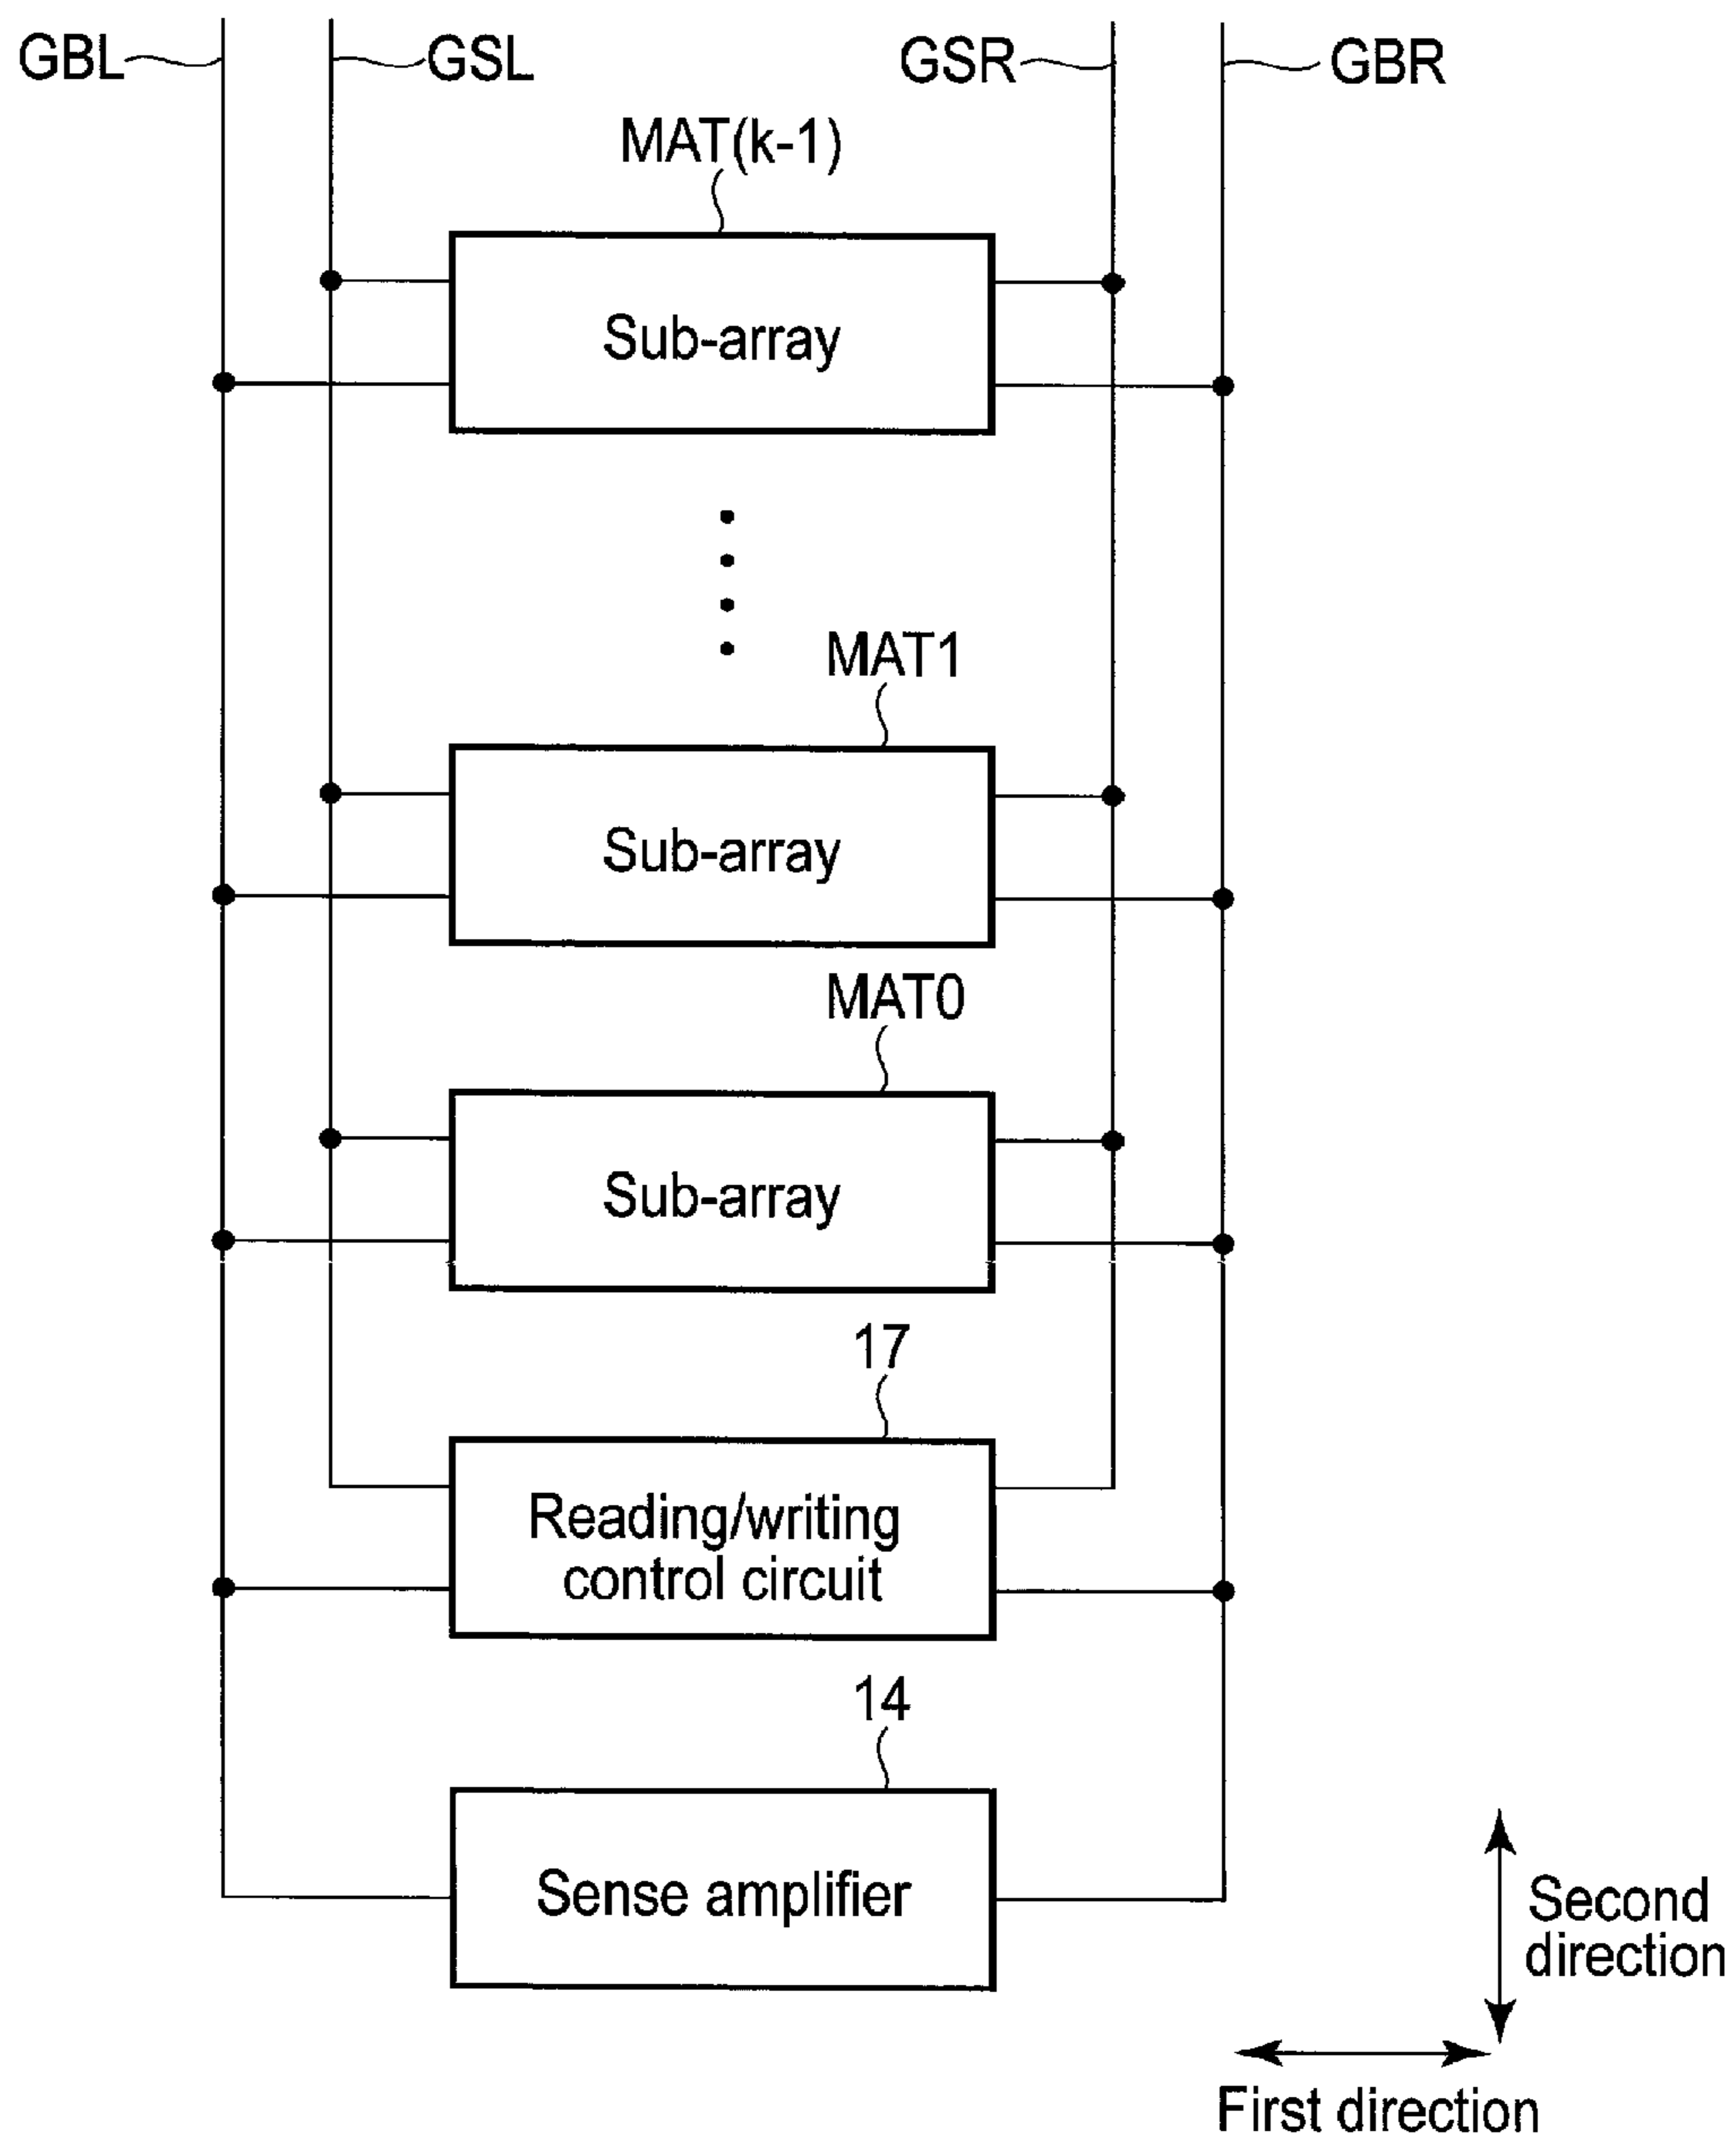 GBL
GSL
GSR
GBR
MAT(k-1)
Sub-array
MAT1
Sub-array
MAT0
Sub-array
17
Reading/writing
control circuit
14
Sense amplifier
Second
direction
First direction